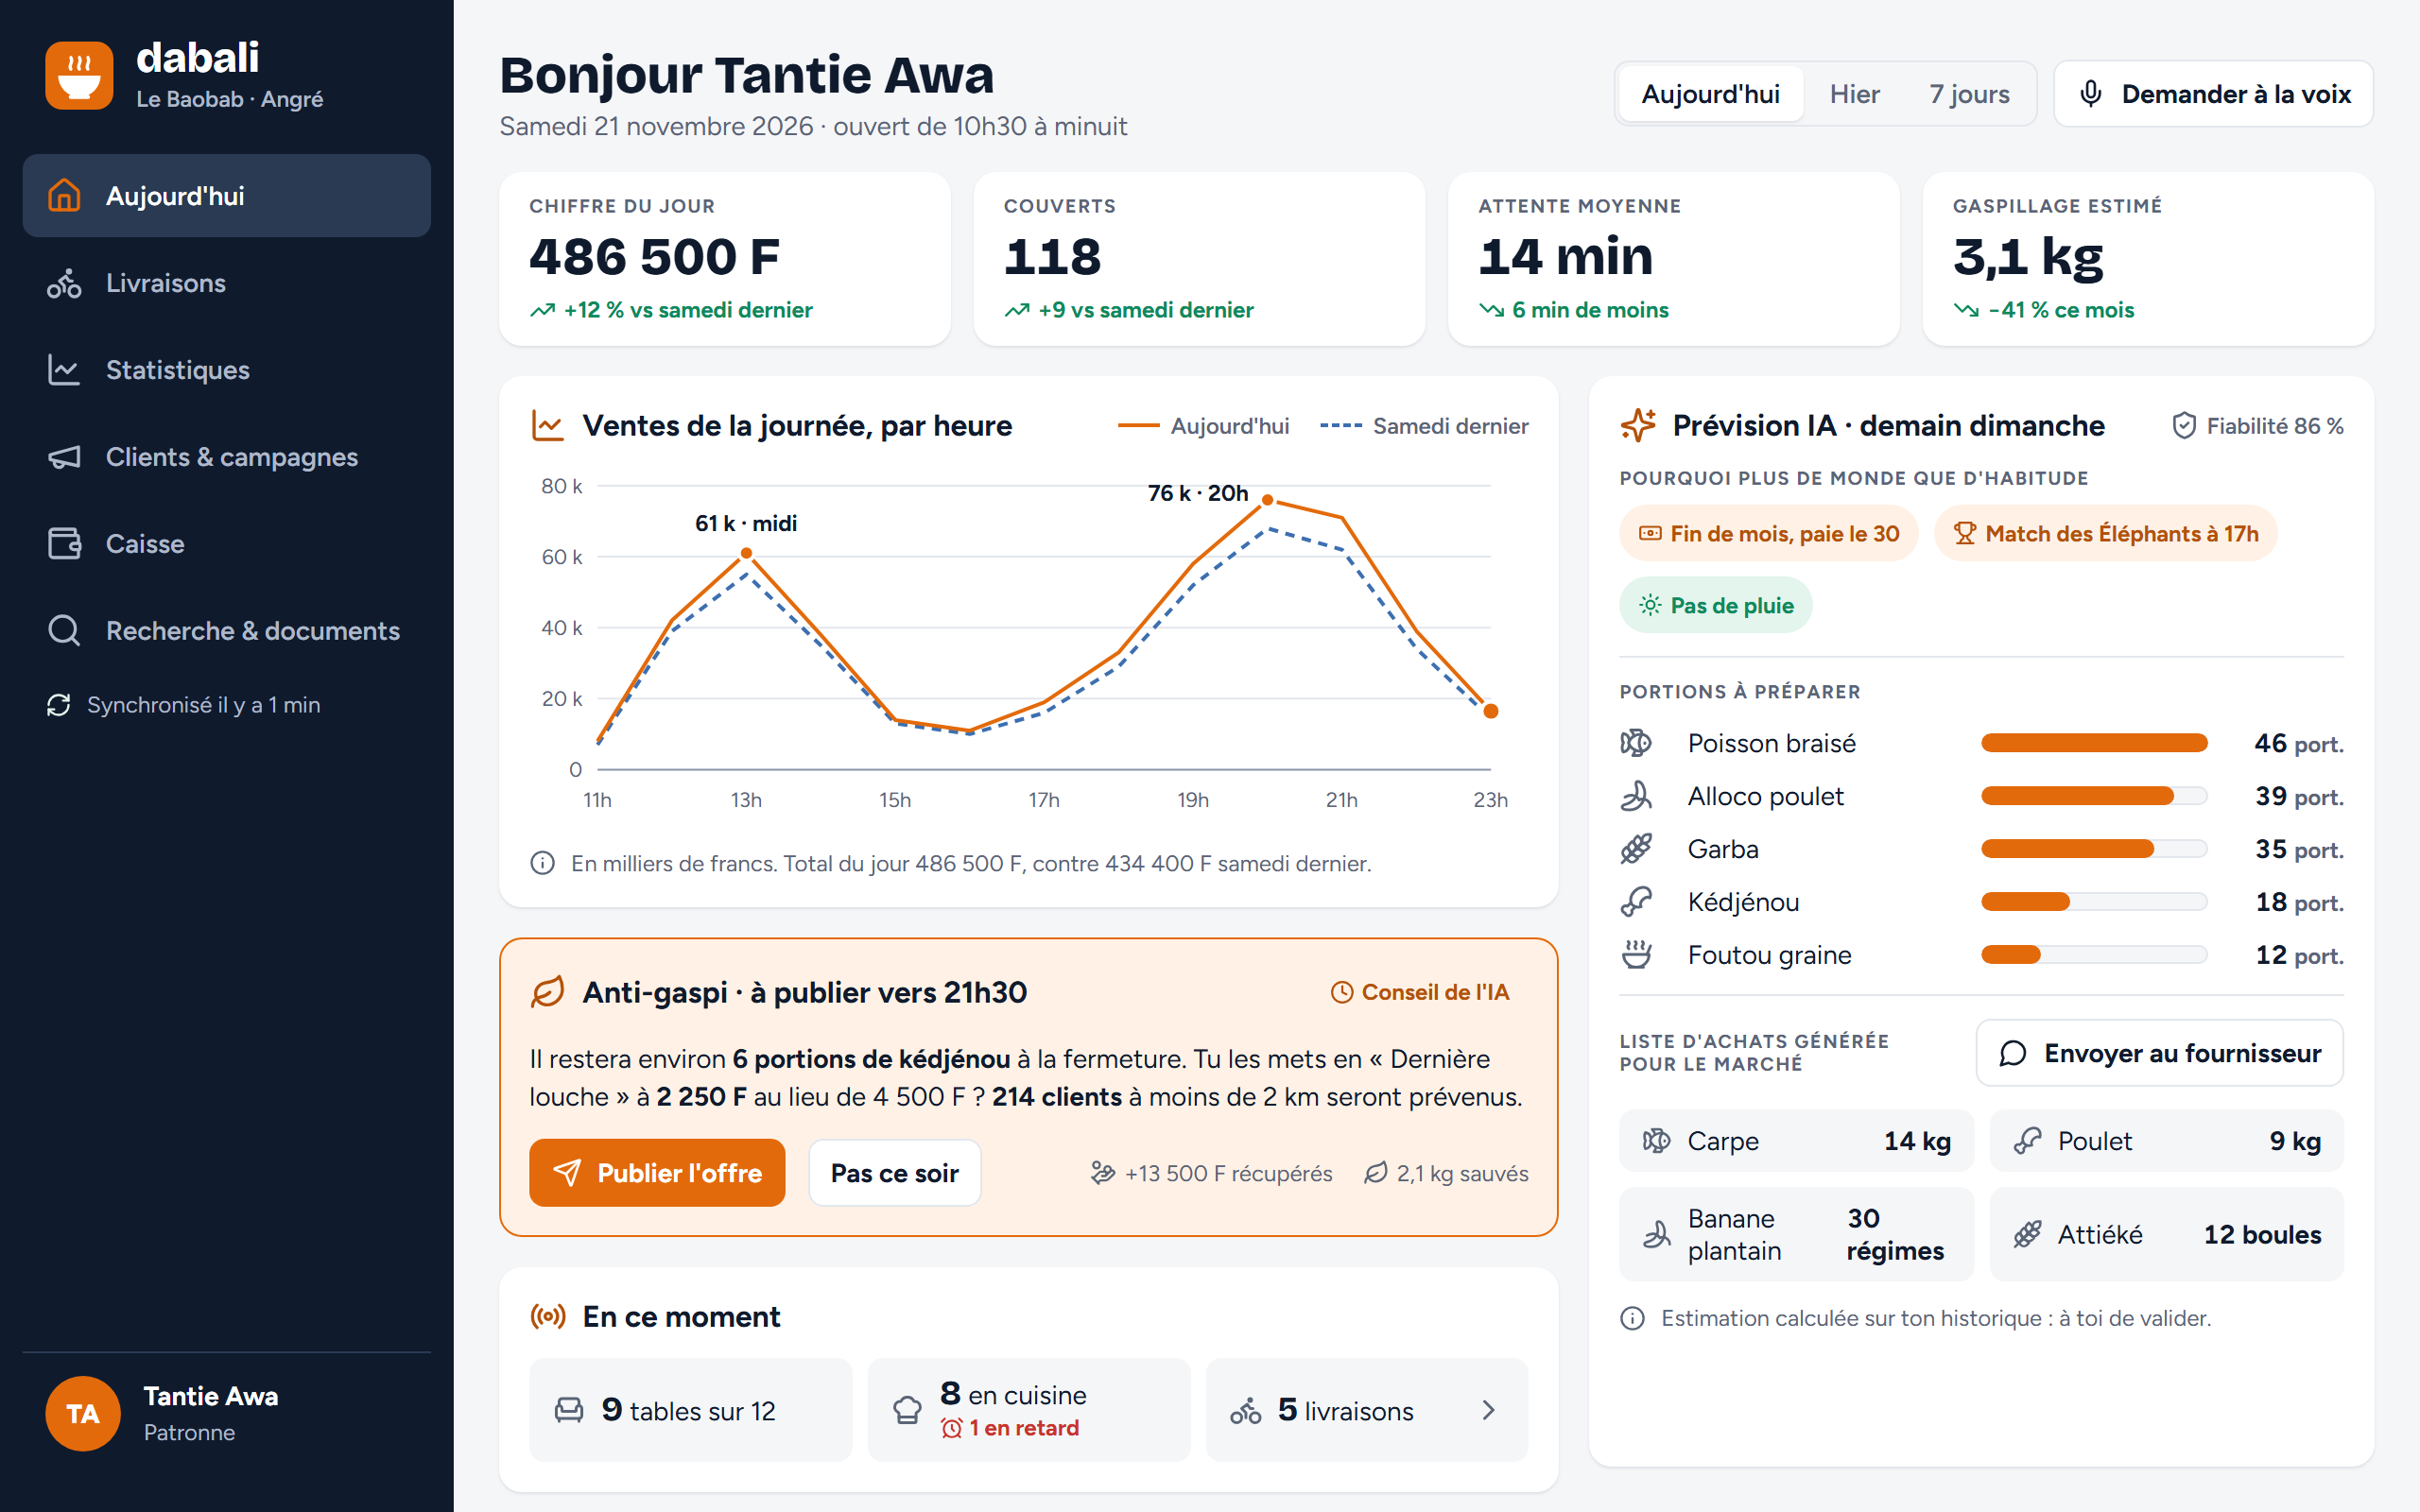 dabali
Le Baobab · Angré
Aujourd'hui
Livraisons
Statistiques
Clients & campagnes
Caisse
Recherche & documents
Synchronisé il y a 1 min
TA
Tantie Awa
Patronne
Bonjour Tantie Awa
Samedi 21 novembre 2026 · ouvert de 10h30 à minuit
Aujourd'hui
Hier
7 jours
Demander à la voix
CHIFFRE DU JOUR
486 500 F
+12 % vs samedi dernier
COUVERTS
118
+9 vs samedi dernier
ATTENTE MOYENNE
14 min
6 min de moins
GASPILLAGE ESTIMÉ
3,1 kg
−41 % ce mois
Ventes de la journée, par heure
Aujourd'hui
Samedi dernier
80 k
60 k
40 k
20 k
0
61 k · midi
76 k · 20h
11h
13h
15h
17h
19h
21h
23h
En milliers de francs. Total du jour 486 500 F, contre 434 400 F samedi dernier.
Anti-gaspi · à publier vers 21h30
Conseil de l'IA
Il restera environ 6 portions de kédjénou à la fermeture. Tu les mets en « Dernière
louche » à 2 250 F au lieu de 4 500 F ? 214 clients à moins de 2 km seront prévenus.
Publier l'offre
Pas ce soir
+13 500 F récupérés
2,1 kg sauvés
En ce moment
9 tables sur 12
8 en cuisine
1 en retard
5 livraisons
Prévision IA · demain dimanche
Fiabilité 86 %
POURQUOI PLUS DE MONDE QUE D'HABITUDE
Fin de mois, paie le 30
Match des Éléphants à 17h
Pas de pluie
PORTIONS À PRÉPARER
Poisson braisé
46 port.
Alloco poulet
39 port.
Garba
35 port.
Kédjénou
18 port.
Foutou graine
12 port.
LISTE D'ACHATS GÉNÉRÉE
POUR LE MARCHÉ
Envoyer au fournisseur
Carpe
14 kg
Poulet
9 kg
Banane
plantain
30
régimes
Attiéké
12 boules
Estimation calculée sur ton historique : à toi de valider.